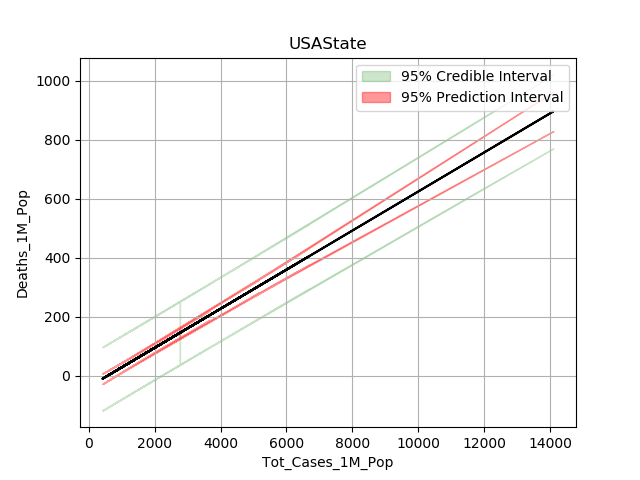 USAState
95% Credible Interval
95% Prediction Interval
Deaths_1M_Pop
1000
800
600
400
200
0
0 2000 4000 6000 8000 10000 12000 14000
Tot_Cases_1M_Pop